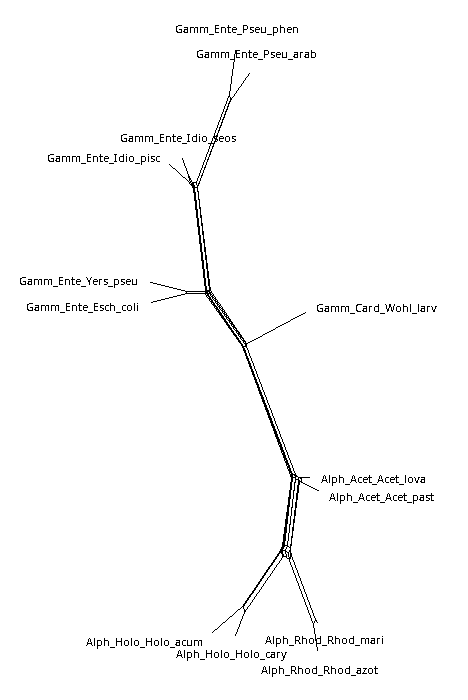 Gamm_Ente_Pseu_phen
Gamm_Ente_Pseu_arab
Gamm_Ente_Idio_seos
Gamm_Ente_Idio_pisc
Gamm_Ente_Yers_pseu
Gamm_Ente_Esch_coli
Gamm_Card_Wohl_larv
Alph_Acet_Acet_lova
Alph_Acet_Acet_past
Alph_Holo_Holo_acum
Alph_Rhod_Rhod_mari
Alph_Holo_Holo_cary
Alph_Rhod_Rhod_azot